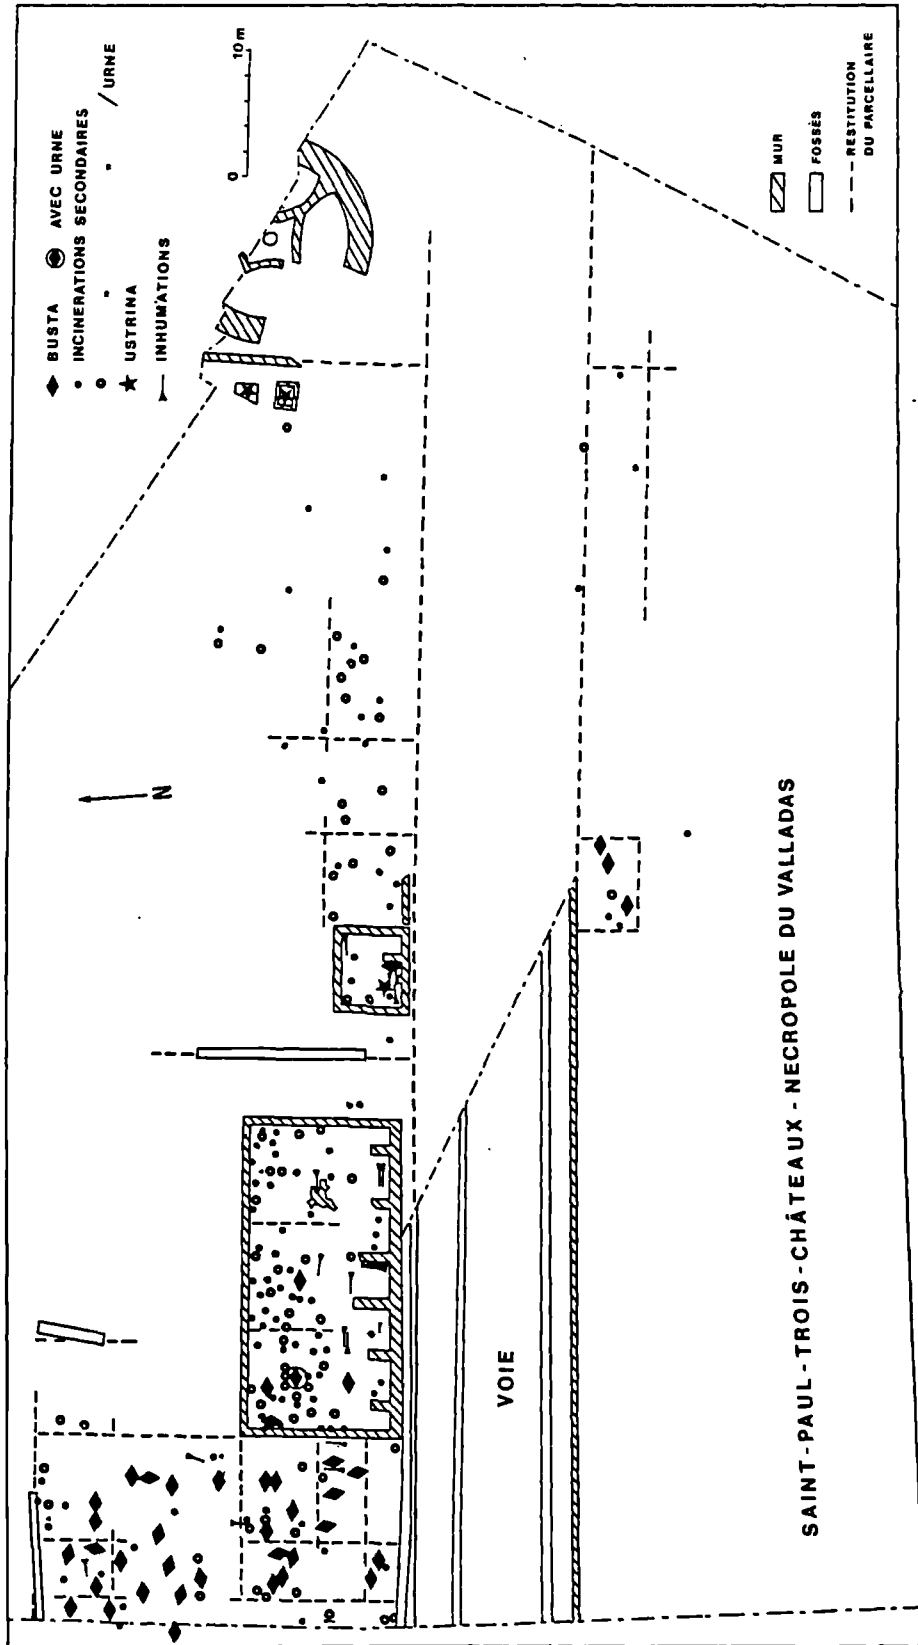 BUSTA AVEC URNE
INCINERATIONS SECONDAIRES
" " / URNE
USTRINA
INHUMATIONS
0 10 m
N
VOIE
MUR
FOSSÉS
RESTITUTION
DU PARCELLAIRE
SAINT-PAUL-TROIS-CHÂTEAUX - NECROPOLE DU VALLADAS